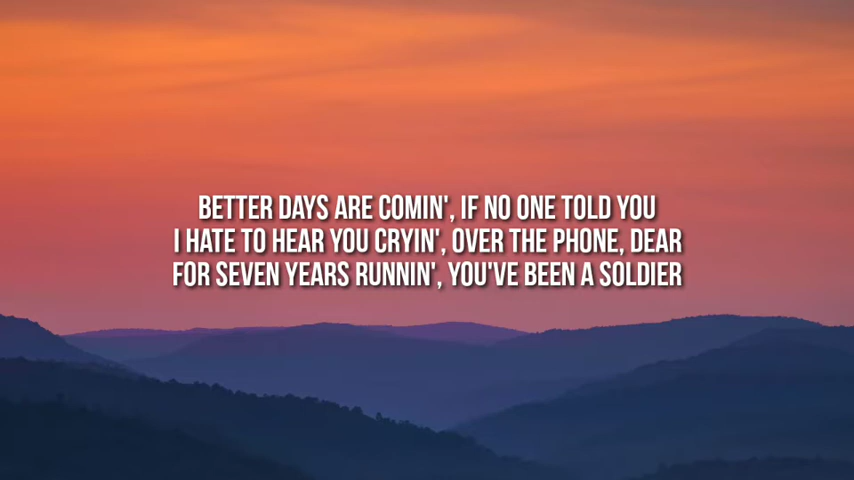 BETTER DAYS ARE COMIN', IF NO ONE TOLD YOU
I HATE TO HEAR YOU CRYIN', OVER THE PHONE, DEAR
FOR SEVEN YEARS RUNNIN', YOU'VE BEEN A SOLDIER